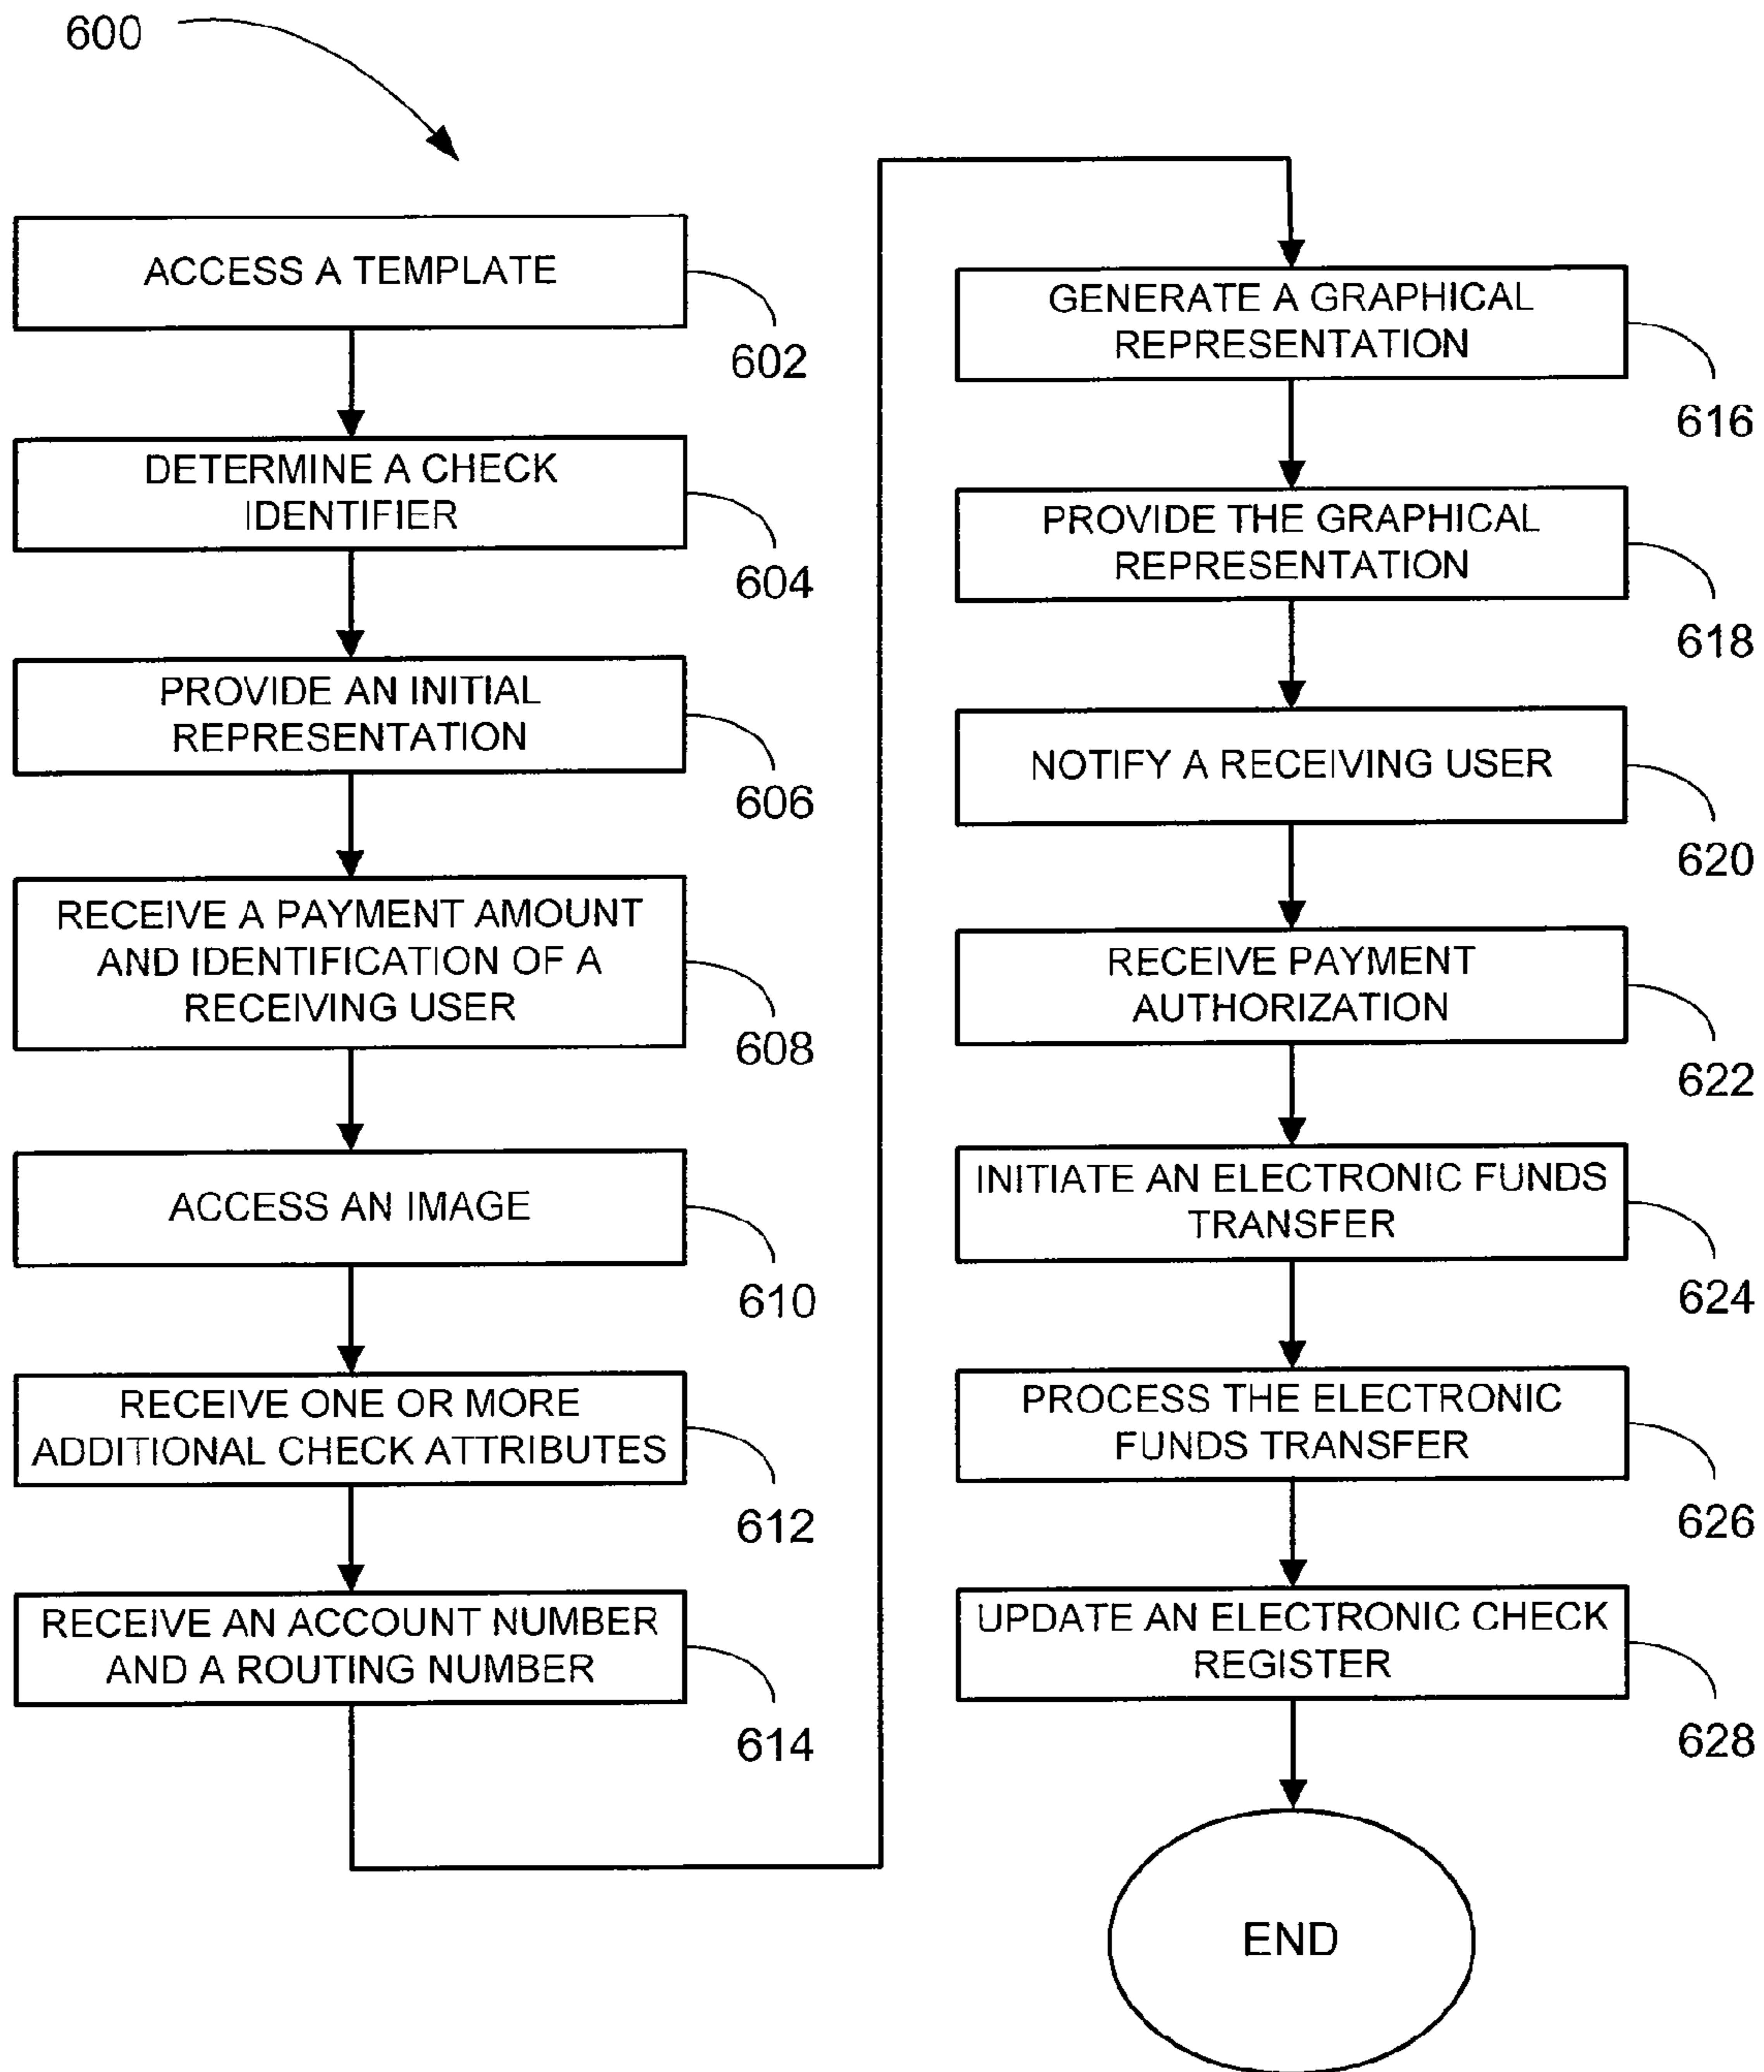 600
ACCESS A TEMPLATE
602
DETERMINE A CHECK
IDENTIFIER
604
PROVIDE AN INITIAL
REPRESENTATION
606
RECEIVE A PAYMENT AMOUNT
AND IDENTIFICATION OF A
RECEIVING USER
608
ACCESS AN IMAGE
610
RECEIVE ONE OR MORE
ADDITIONAL CHECK ATTRIBUTES
612
RECEIVE AN ACCOUNT NUMBER
AND A ROUTING NUMBER
614
GENERATE A GRAPHICAL
REPRESENTATION
616
PROVIDE THE GRAPHICAL
REPRESENTATION
618
NOTIFY A RECEIVING USER
620
RECEIVE PAYMENT
AUTHORIZATION
622
INITIATE AN ELECTRONIC FUNDS
TRANSFER
624
PROCESS THE ELECTRONIC
FUNDS TRANSFER
626
UPDATE AN ELECTRONIC CHECK
REGISTER
628
END